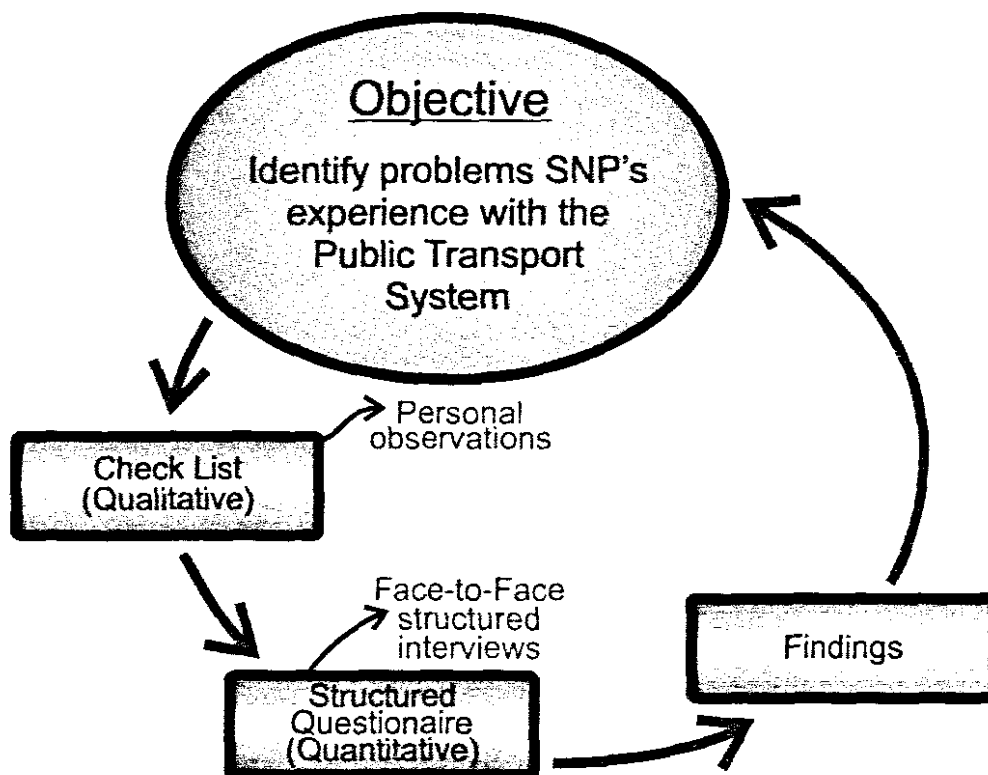 Objective
Identify problems SNP's
experience with the
Public Transport
System
Personal
observations
Check List
(Qualitative)
Face-to-Face
structured
interviews
Structured
Questionaire
(Quantitative)
Findings